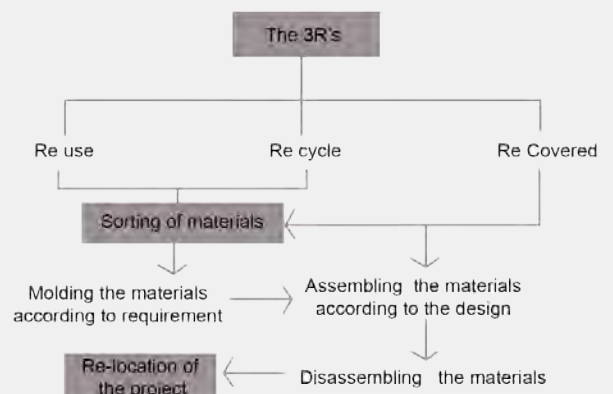 The 3R's
Re use
Re cycle
Re Covered
Sorting of materials
Molding the materials
according to requirement
Assembling the materials
according to the design
Re-location of
the project
Disassembling the materials